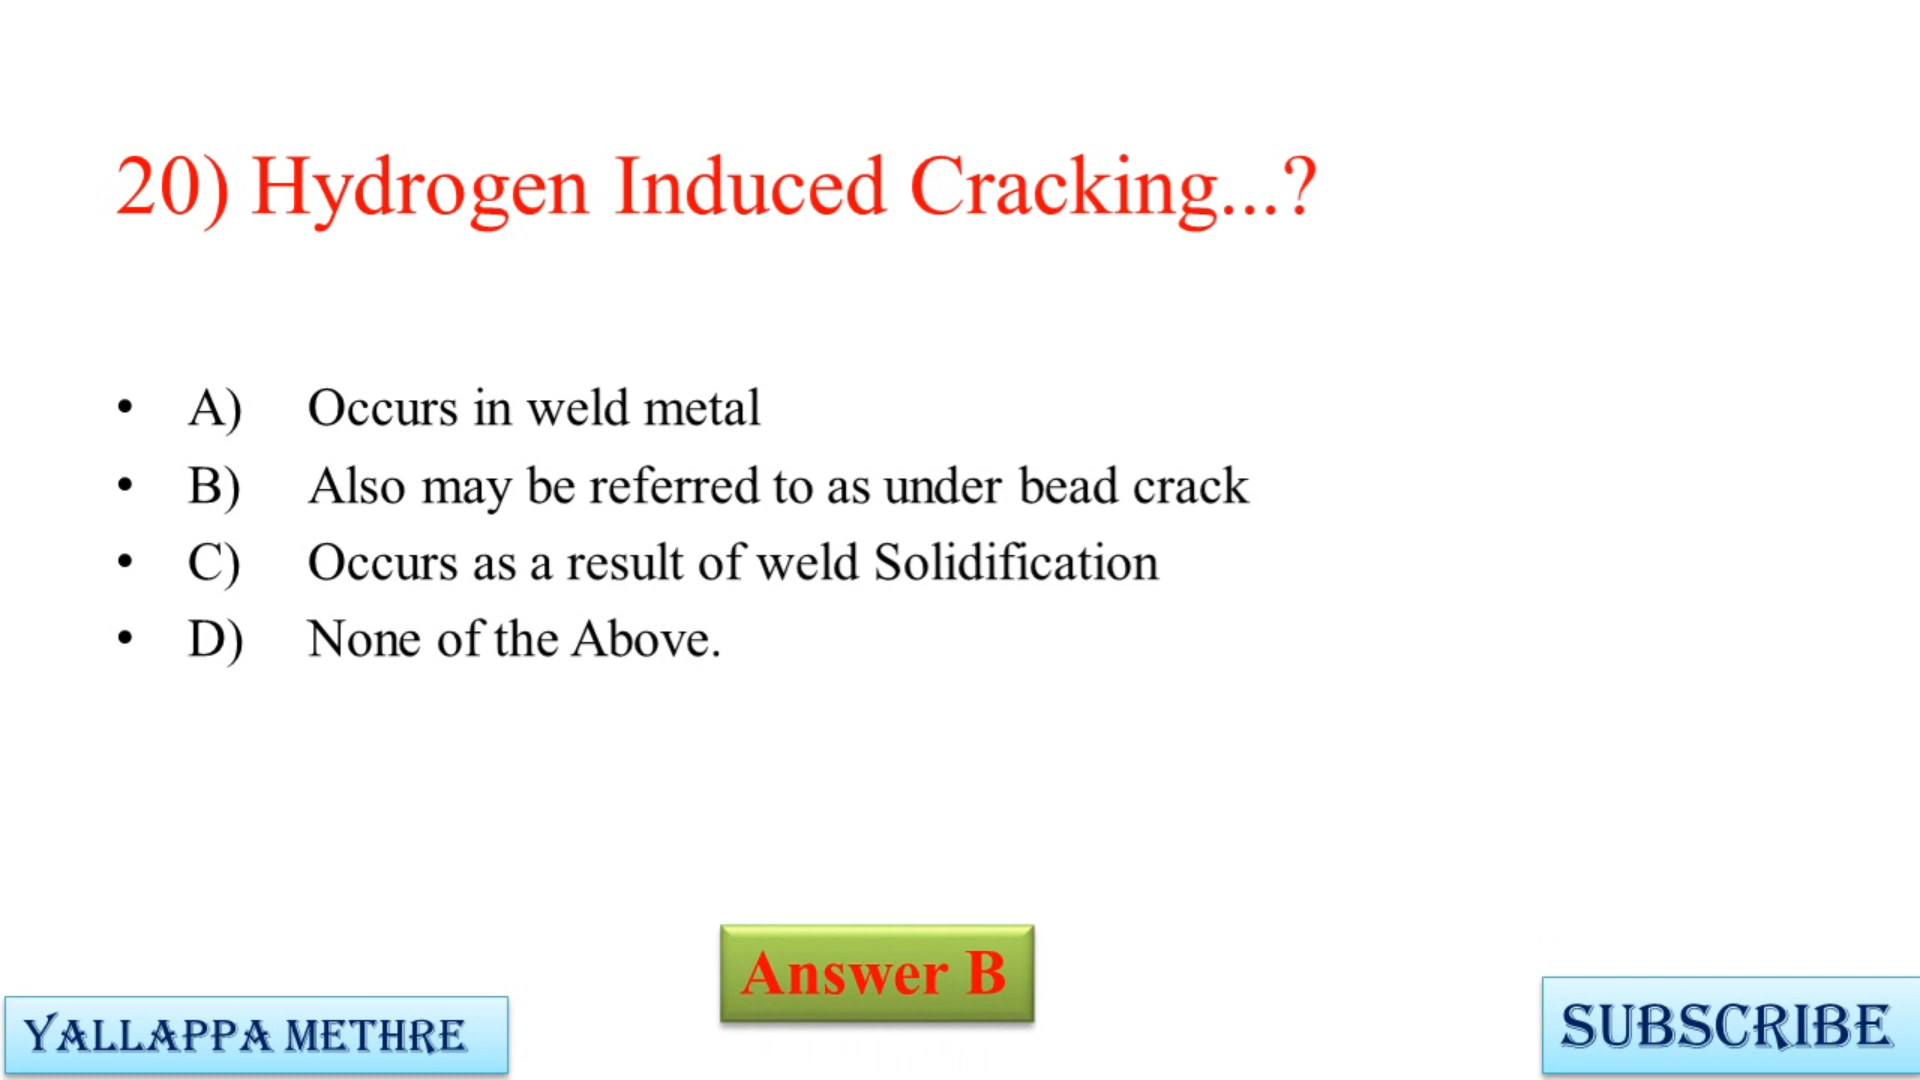 20) Hydrogen Induced Cracking...?
• A) Occurs in weld metal
• B) Also may be referred to as under bead crack
• C) Occurs as a result of weld Solidification
• D) None of the Above.
Answer B
YALLAPPA METHRE
SUBSCRIBE